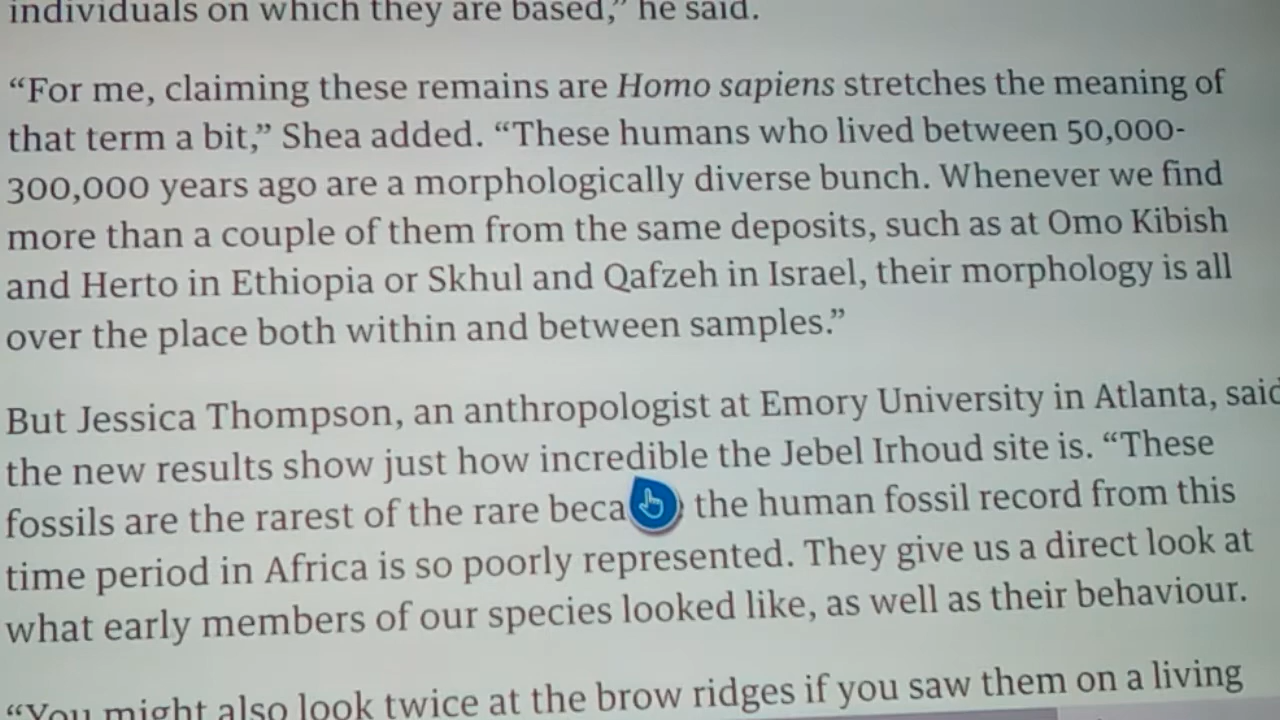 individuals on which they are based,” he said.
“For me, claiming these remains are Homo sapiens stretches the meaning of
that term a bit,” Shea added. “These humans who lived between 50,000-
300,000 years ago are a morphologically diverse bunch. Whenever we find
more than a couple of them from the same deposits, such as at Omo Kibish
and Herto in Ethiopia or Skhul and Qafzeh in Israel, their morphology is all
over the place both within and between samples.”
But Jessica Thompson, an anthropologist at Emory University in Atlanta, said
the new results show just how incredible the Jebel Irhoud site is. “These
fossils are the rarest of the rare beca the human fossil record from this
time period in Africa is so poorly represented. They give us a direct look at
what early members of our species looked like, as well as their behaviour.
“You might also look twice at the brow ridges if you saw them on a living